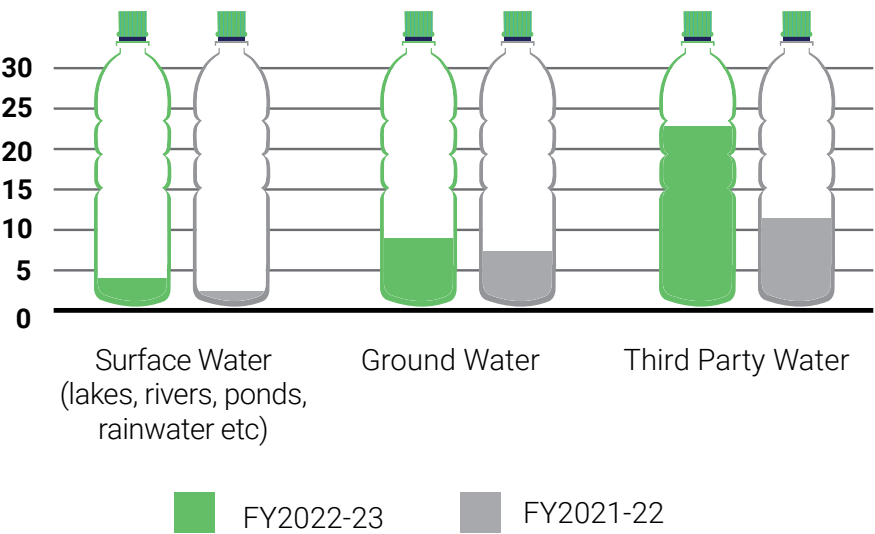 30
25
20
15
10
5
0
Surface Water
(lakes, rivers, ponds,
rainwater etc)
Ground Water
Third Party Water
FY2022-23
FY2021-22